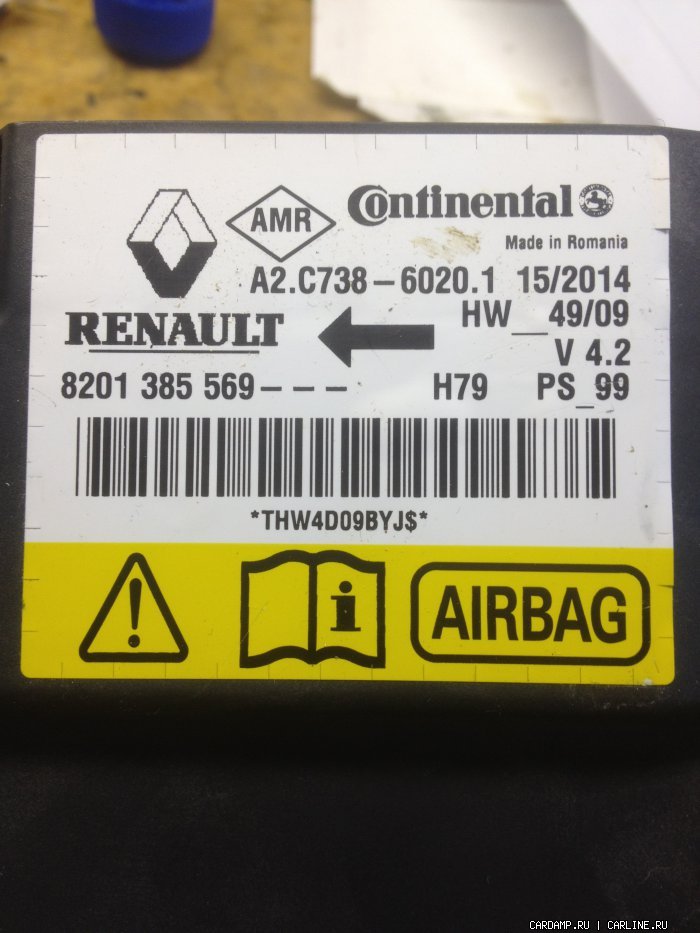 AMR Continental
Made in Romania
A2.C738-6020.1 15/2014
RENAULT HW__49/09
V 4.2
8201 385 569--- H79 PS_99
*THW4D09BYJ$*
AIRBAG
CARDAMP.RU | CARLINE.RU